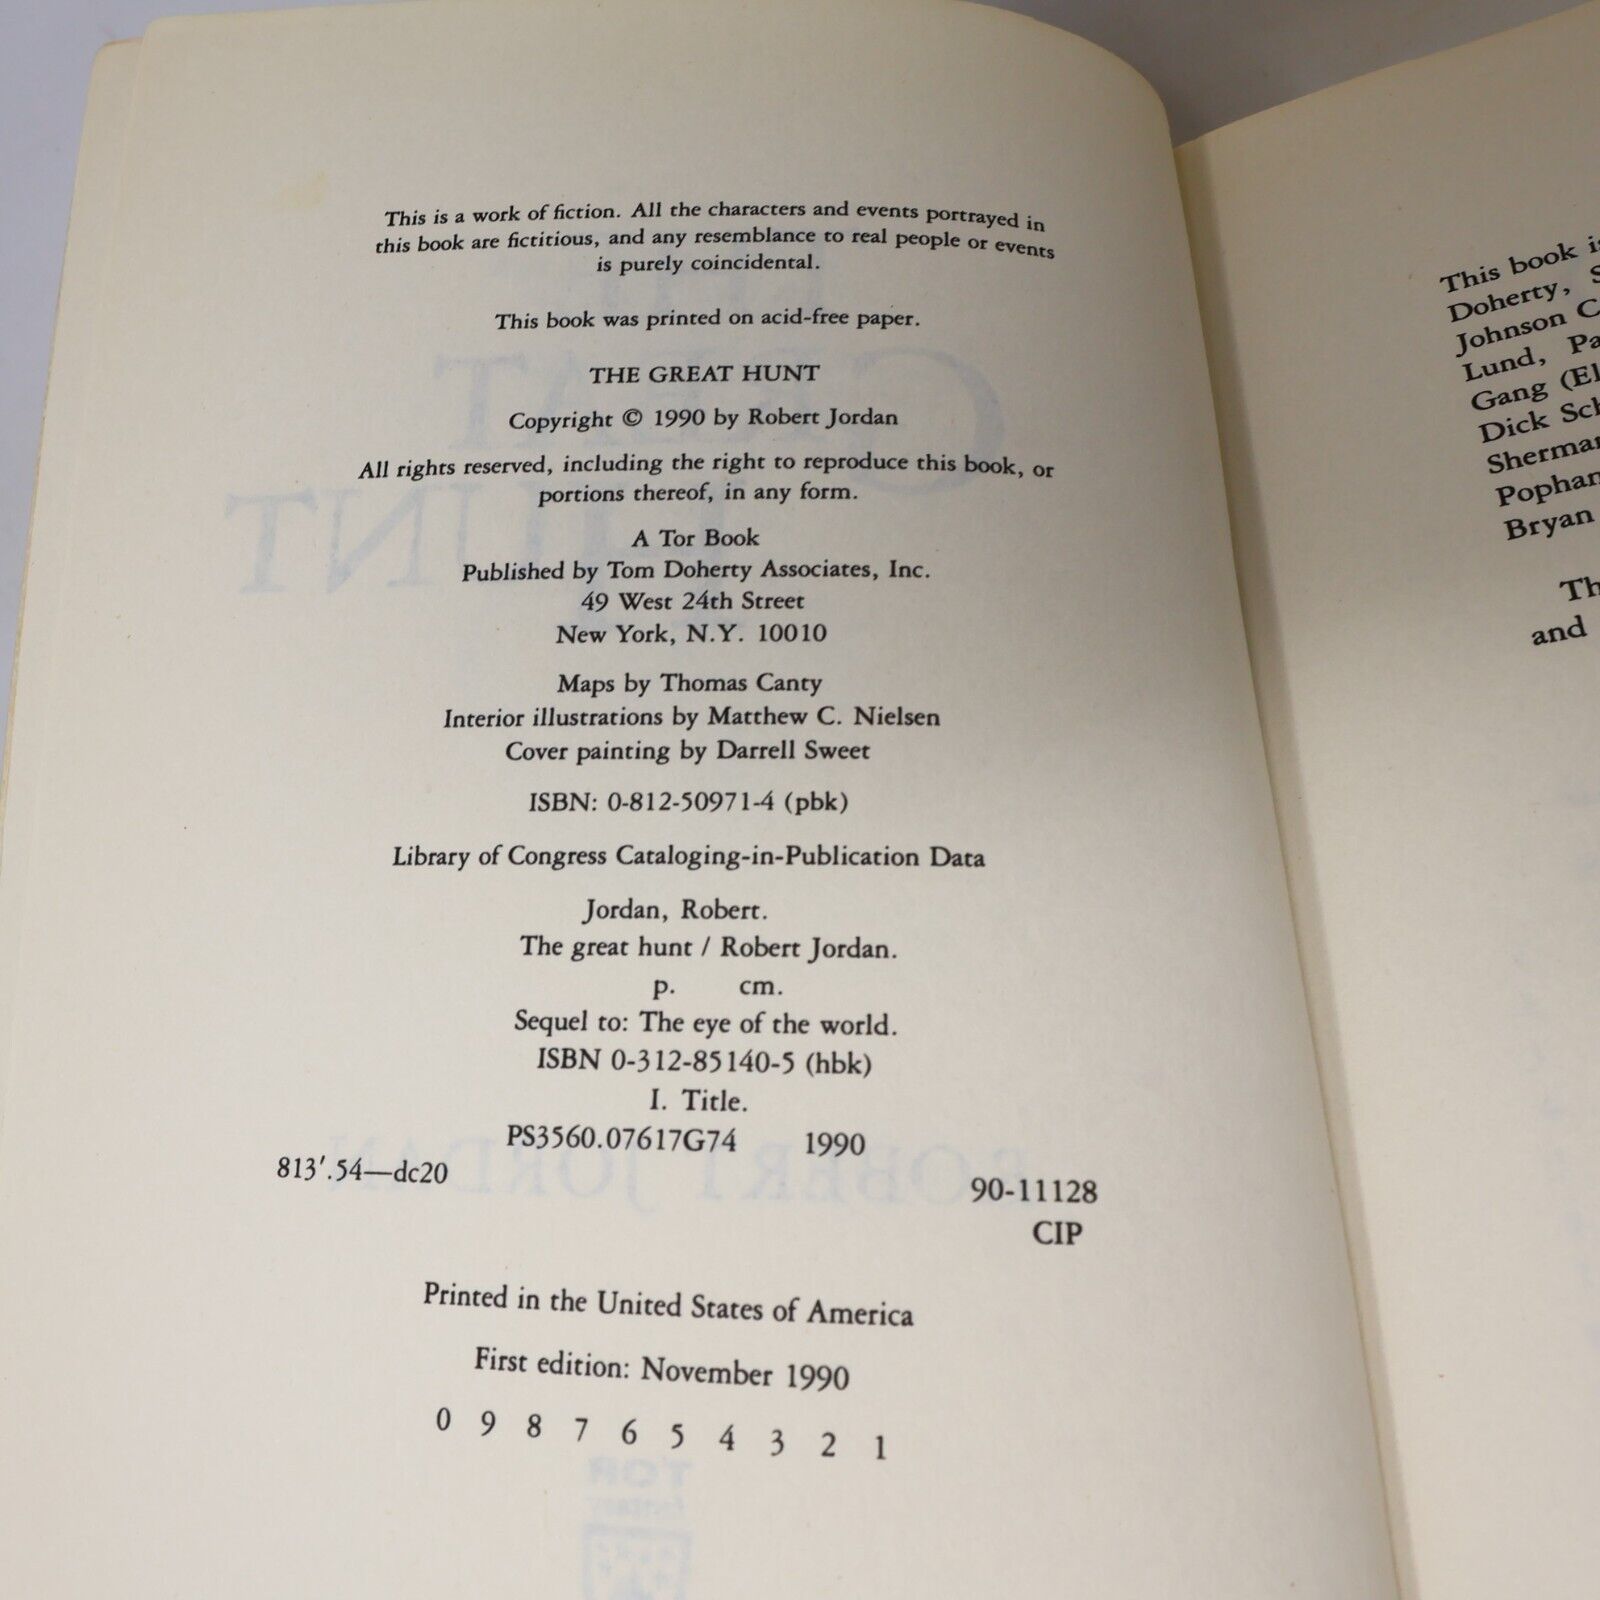 This is a work of fiction. All the characters and events portrayed in
this book are fictitious, and any resemblance to real people or events
is purely coincidental.
This book was printed on acid-free paper.
THE GREAT HUNT
Copyright © 1990 by Robert Jordan
All rights reserved, including the right to reproduce this book, or
portions thereof, in any form.
A Tor Book
Published by Tom Doherty Associates, Inc.
49 West 24th Street
New York, N.Y. 10010
Maps by Thomas Canty
Interior illustrations by Matthew C. Nielsen
Cover painting by Darrell Sweet
ISBN: 0-812-50971-4 (pbk)
Library of Congress Cataloging-in-Publication Data
Jordan, Robert.
The great hunt / Robert Jordan.
p. cm.
Sequel to: The eye of the world.
ISBN 0-312-85140-5 (hbk)
I. Title.
PS3560.07617G74 1990
813'.54—dc20
90-11128
CIP
Printed in the United States of America
First edition: November 1990
0 9 8 7 6 5 4 3 2 1
This book
Doherty,
Johnson
Lund,
Gang
Dick
Bryan
and